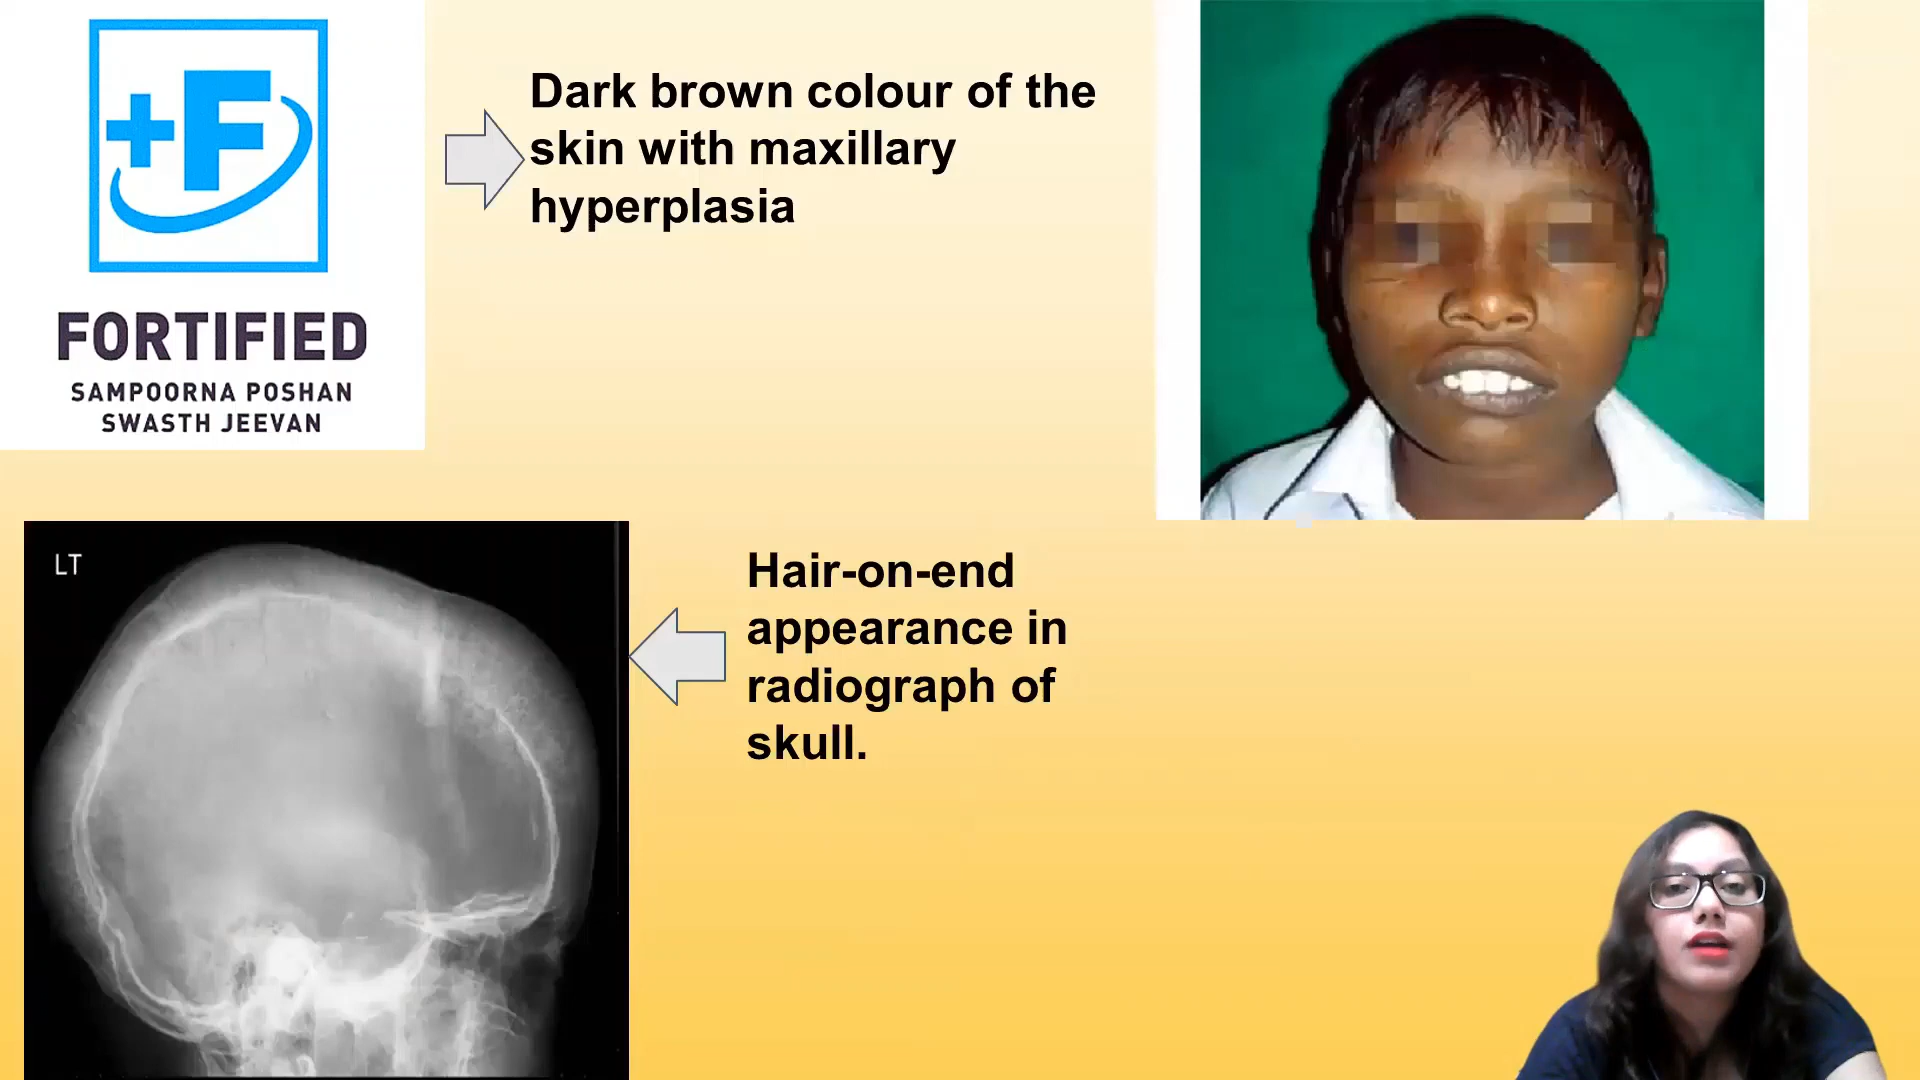 +F
FORTIFIED
SAMPOORNA POSHAN
SWASTH JEEVAN
Dark brown colour of the
skin with maxillary
hyperplasia
LT
Hair-on-end
appearance in
radiograph of
skull.